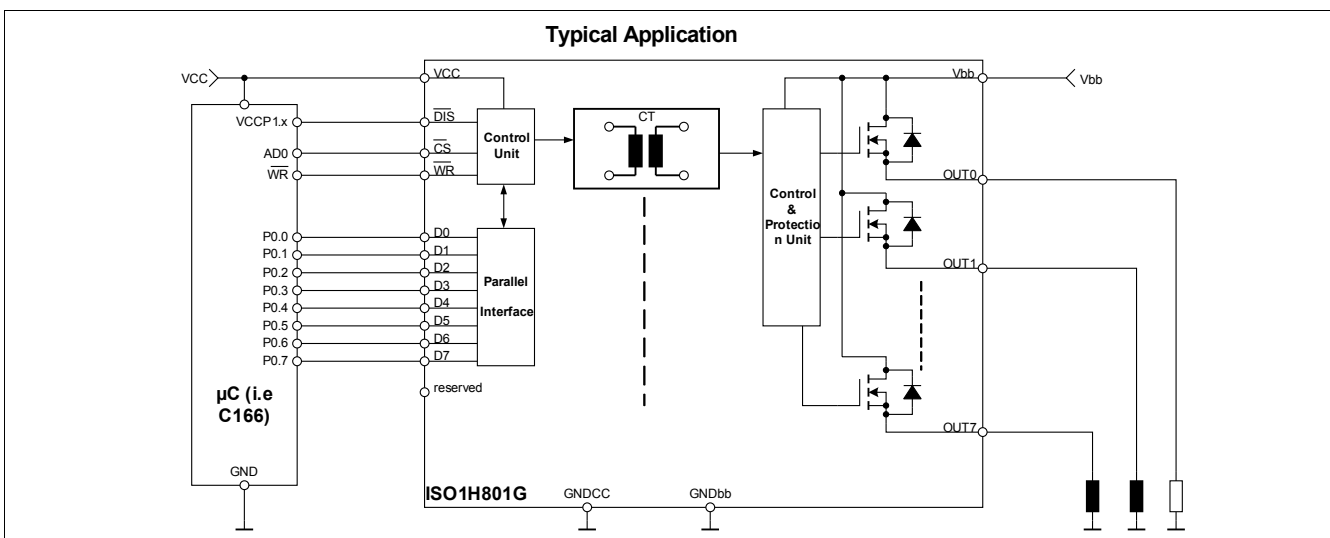 Typical Application
VCC
VCC
Vbb
Vbb
VCCP1.x
DIS
Control
Unit
CT
AD0
CS
WR
WR
OUT0
Control
&
Protectio
n Unit
P0.0
D0
P0.1
D1
P0.2
D2
P0.3
D3
P0.4
D4
P0.5
D5
P0.6
D6
P0.7
D7
Parallel
Interface
OUT1
reserved
µC (i.e
C166)
OUT7
GND
ISO1H801G
GNDCC
GNDbb